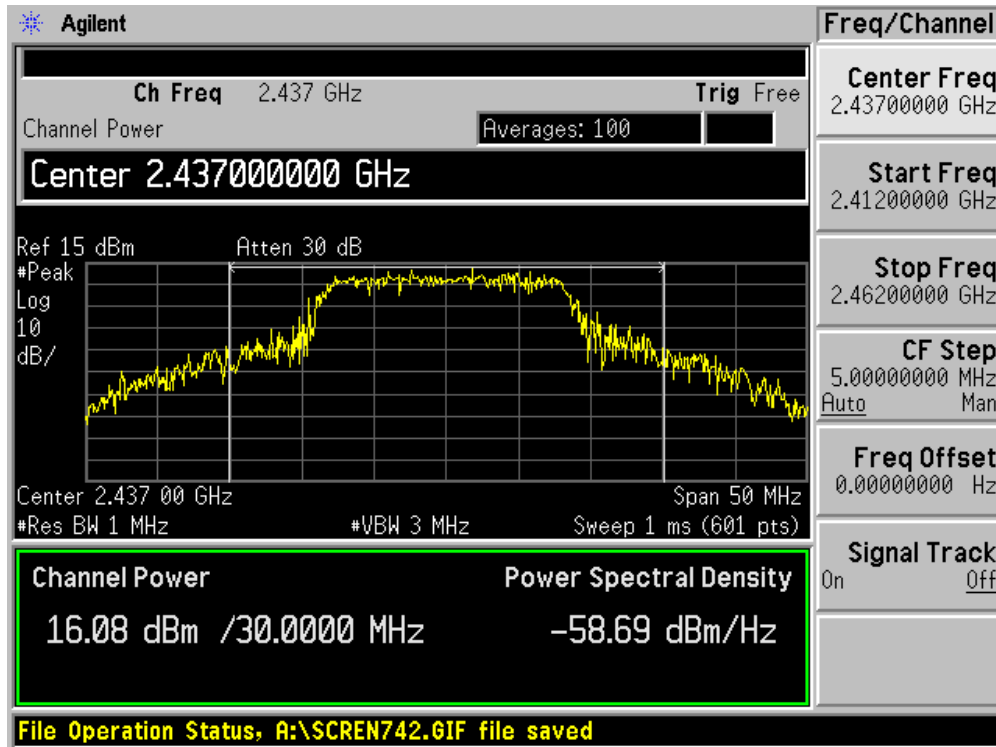 Agilent
Freq/Channel
Ch Freq 2.437 GHz Trig Free
Channel Power Averages: 100
Center 2.437000000 GHz
Ref 15 dBm Atten 30 dB
#Peak
Log
10
dB/
Center 2.437 00 GHz Span 50 MHz
#Res BW 1 MHz #VBW 3 MHz Sweep 1 ms (601 pts)
Channel Power Power Spectral Density
16.08 dBm /30.0000 MHz -58.69 dBm/Hz
File Operation Status, A:\SCREN742.GIF file saved
Center Freq
2.43700000 GHz
Start Freq
2.41200000 GHz
Stop Freq
2.46200000 GHz
CF Step
5.00000000 MHz
Auto Man
Freq Offset
0.00000000 Hz
Signal Track
On Off